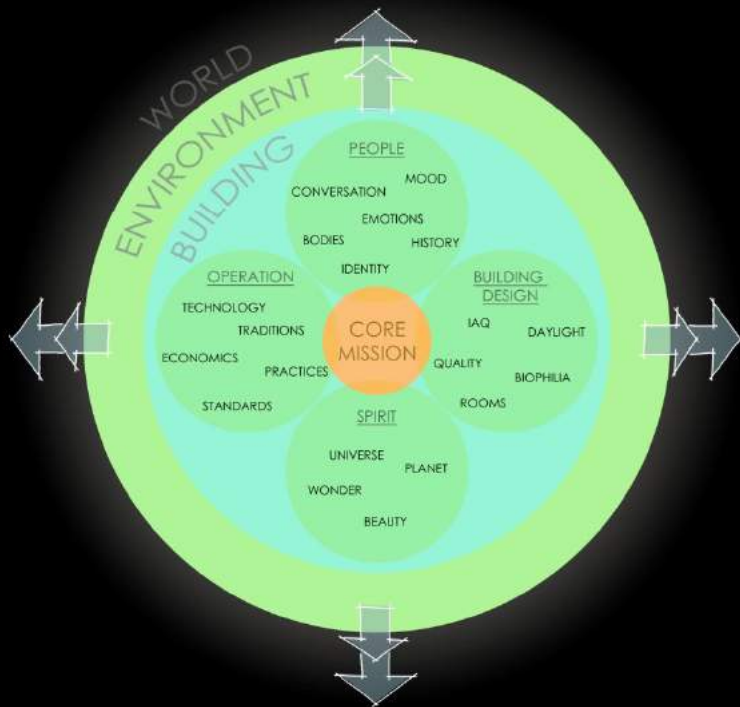 WORLD
ENVIRONMENT
BUILDING
PEOPLE
MOOD
CONVERSATION
EMOTIONS
BODIES
HISTORY
IDENTITY
OPERATION
TECHNOLOGY
TRADITIONS
ECONOMICS
PRACTICES
STANDARDS
CORE
MISSION
BUILDING
DESIGN
IAQ
DAYLIGHT
QUALITY
BIOPHILIA
ROOMS
SPIRIT
UNIVERSE
PLANET
WONDER
BEAUTY